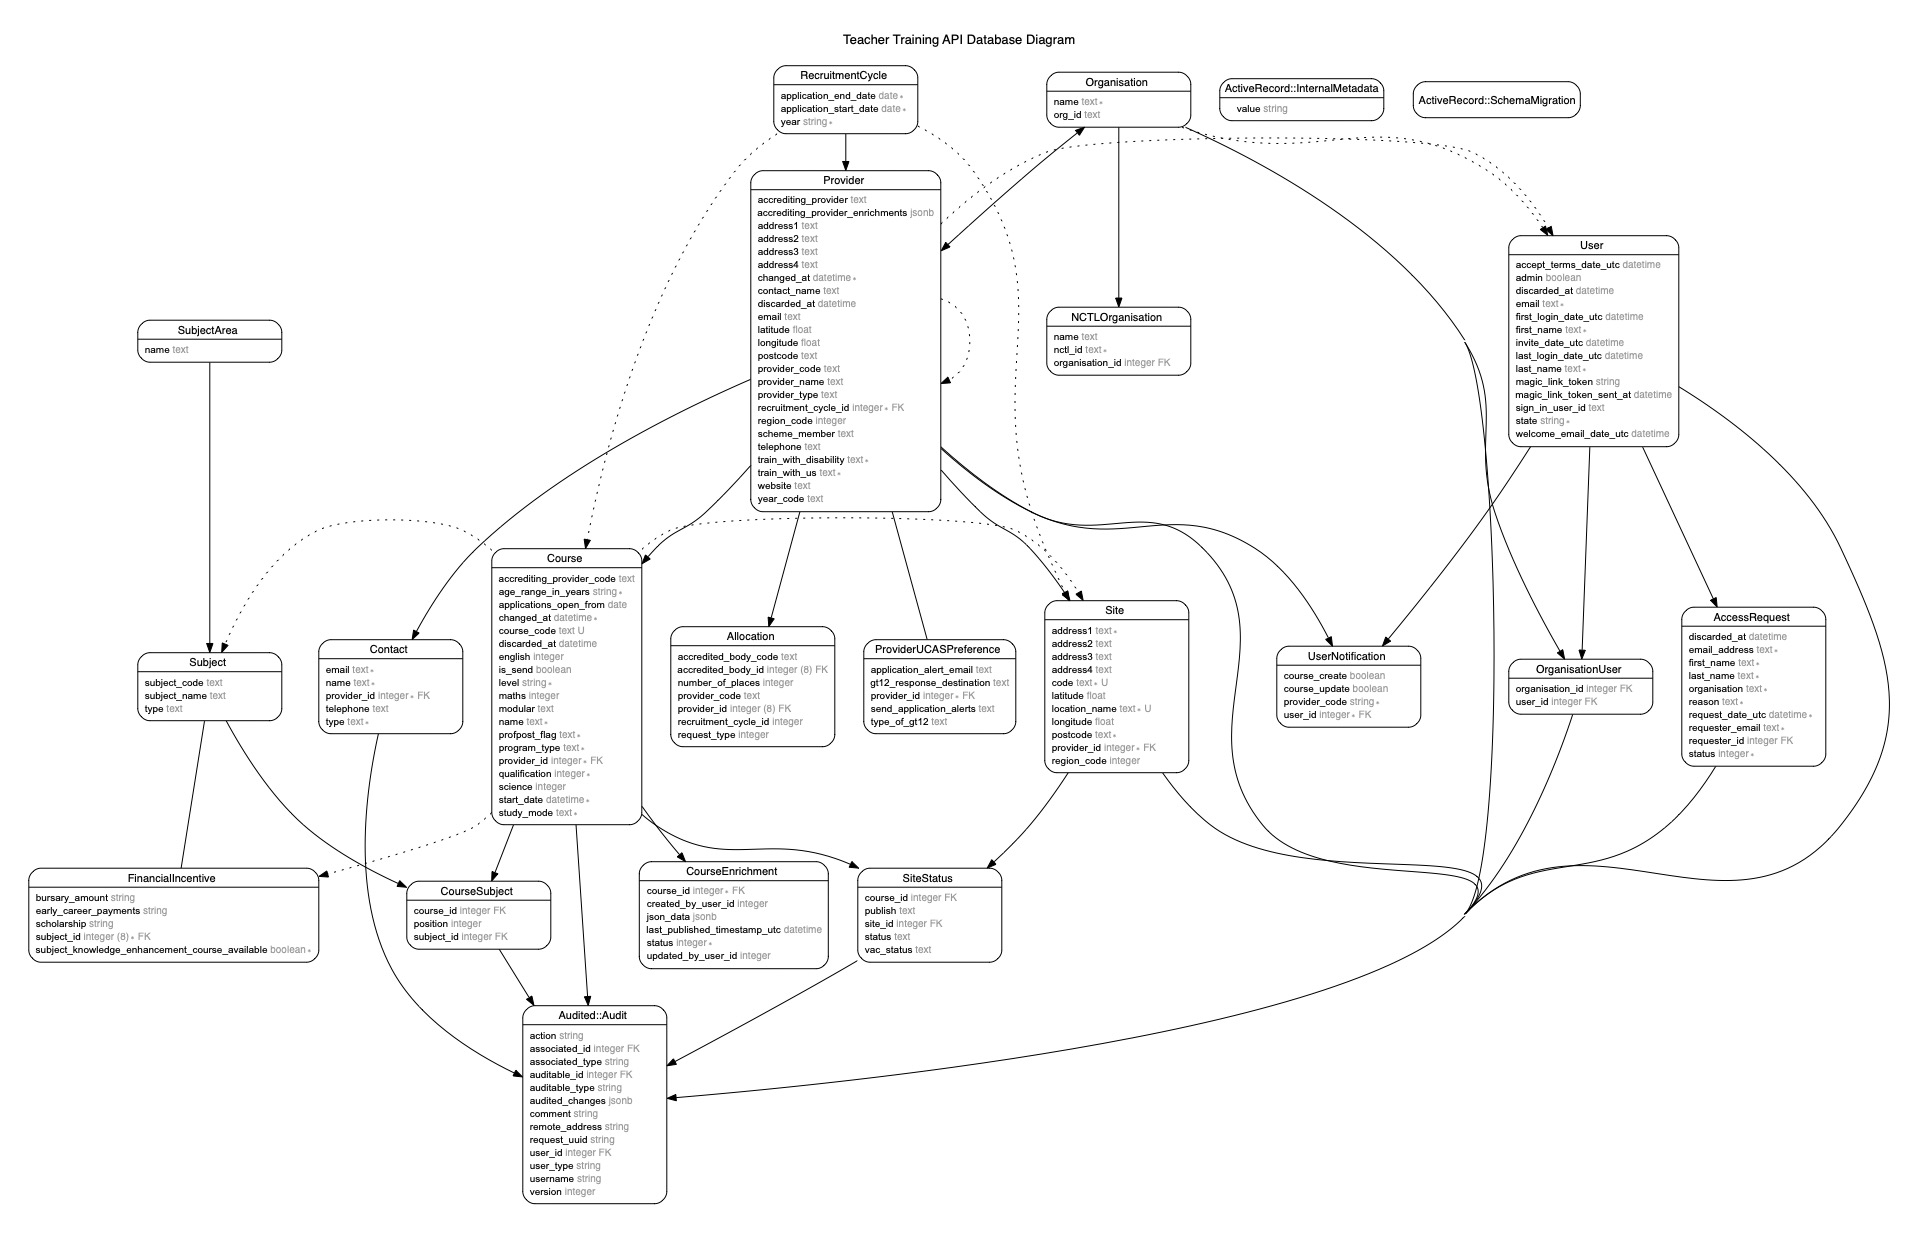 Teacher Training API Database Diagram
RecruitmentCycle
application_end_date date *
application_start_date date *
year string *
Organisation
name text *
org_id text
ActiveRecord::InternalMetadata
value string
ActiveRecord::SchemaMigration
Provider
accrediting_provider text
accrediting_provider_enrichments jsonb
address1 text
address2 text
address3 text
address4 text
changed_at datetime *
contact_name text
discarded_at datetime
email text
latitude float
longitude float
postcode text
provider_code text
provider_name text
provider_type text
recruitment_cycle_id integer * FK
region_code integer
scheme_member text
telephone text
train_with_disability text *
train_with_us text *
website text
year_code text
User
accept_terms_date_utc datetime
admin boolean
discarded_at datetime
email text *
first_login_date_utc datetime
first_name text *
invite_date_utc datetime
last_login_date_utc datetime
last_name text *
magic_link_token string
magic_link_token_sent_at datetime
sign_in_user_id text
state string *
welcome_email_date_utc datetime
NCTLOrganisation
name text
nctl_id text *
organisation_id integer FK
SubjectArea
name text
Course
accrediting_provider_code text
age_range_in_years string *
applications_open_from date
changed_at datetime *
course_code text U
discarded_at datetime
english integer
is_send boolean
level string *
maths integer
modular text
name text *
profpost_flag text *
program_type text *
provider_id integer * FK
qualification integer *
science integer
start_date datetime *
study_mode text *
Subject
subject_code text
subject_name text
type text
Contact
email text *
name text *
provider_id integer * FK
telephone text
type text *
Allocation
accredited_body_code text
accredited_body_id integer (8) FK
number_of_places integer
provider_code text
provider_id integer (8) FK
recruitment_cycle_id integer
request_type integer
ProviderUCASPreference
application_alert_email text
gt12_response_destination text
provider_id integer * FK
send_application_alerts text
type_of_gt12 text
Site
address1 text *
address2 text
address3 text
address4 text
code text * U
latitude float
location_name text * U
longitude float
postcode text *
provider_id integer * FK
region_code integer
UserNotification
course_create boolean
course_update boolean
provider_code string *
user_id integer * FK
OrganisationUser
organisation_id integer FK
user_id integer FK
AccessRequest
discarded_at datetime
email_address text *
first_name text *
last_name text *
organisation text *
reason text *
request_date_utc datetime *
requester_email text *
requester_id integer FK
status integer *
FinancialIncentive
bursary_amount string
early_career_payments string
scholarship string
subject_id integer (8) * FK
subject_knowledge_enhancement_course_available boolean *
CourseSubject
course_id integer FK
position integer
subject_id integer FK
CourseEnrichment
course_id integer * FK
created_by_user_id integer
json_data jsonb
last_published_timestamp_utc datetime
status integer *
updated_by_user_id integer
SiteStatus
course_id integer FK
publish text
site_id integer FK
status text
vac_status text
Audited::Audit
action string
associated_id integer FK
associated_type string
auditable_id integer FK
auditable_type string
audited_changes jsonb
comment string
remote_address string
request_uuid string
user_id integer FK
user_type string
username string
version integer